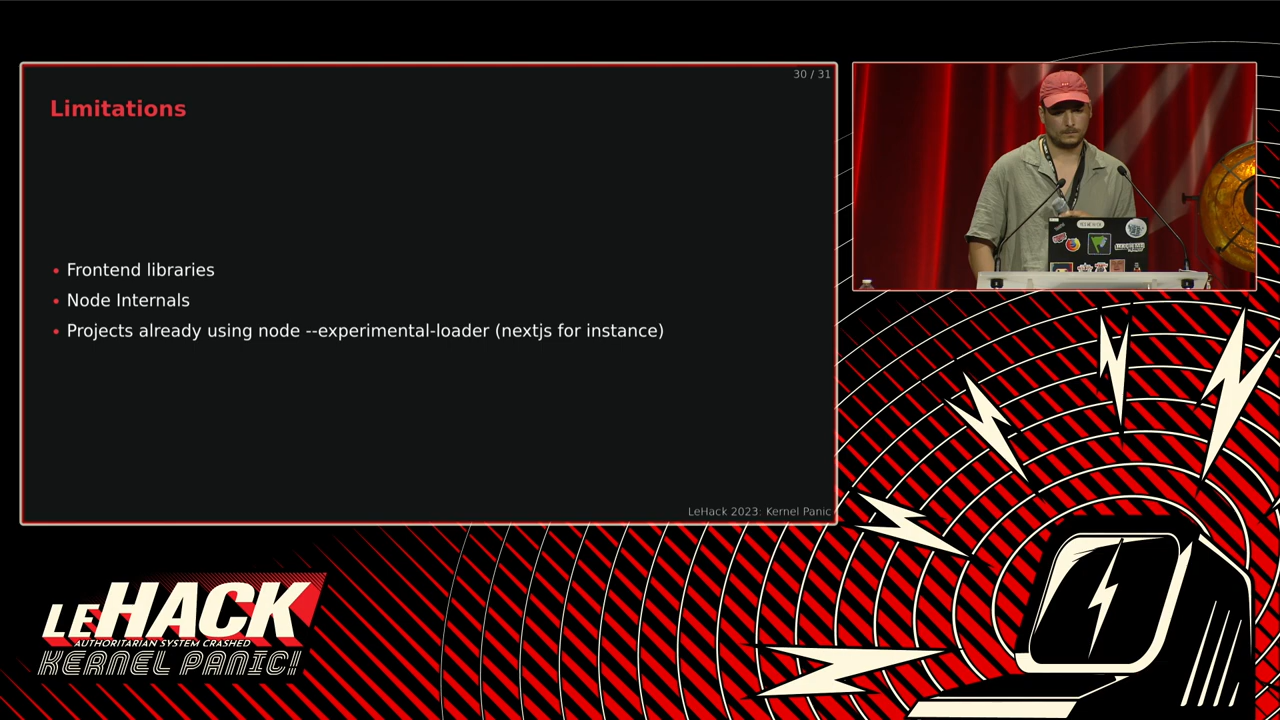 30 / 31
Limitations
• Frontend libraries
• Node Internals
• Projects already using node --experimental-loader (nextjs for instance)
LeHack 2023: Kernel Panic
LEHACK
AUTHORITARIAN SYSTEM CRASHED
KERNEL PANIC!